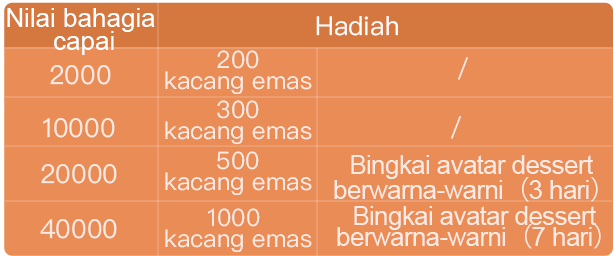 Nilai bahagia
capai
Hadiah
2000
200
kacang emas
/
10000
300
kacang emas
/
20000
500
kacang emas
Bingkai avatar dessert
berwarna-warni（3 hari）
40000
1000
kacang emas
Bingkai avatar dessert
berwarna-warni（7 hari）